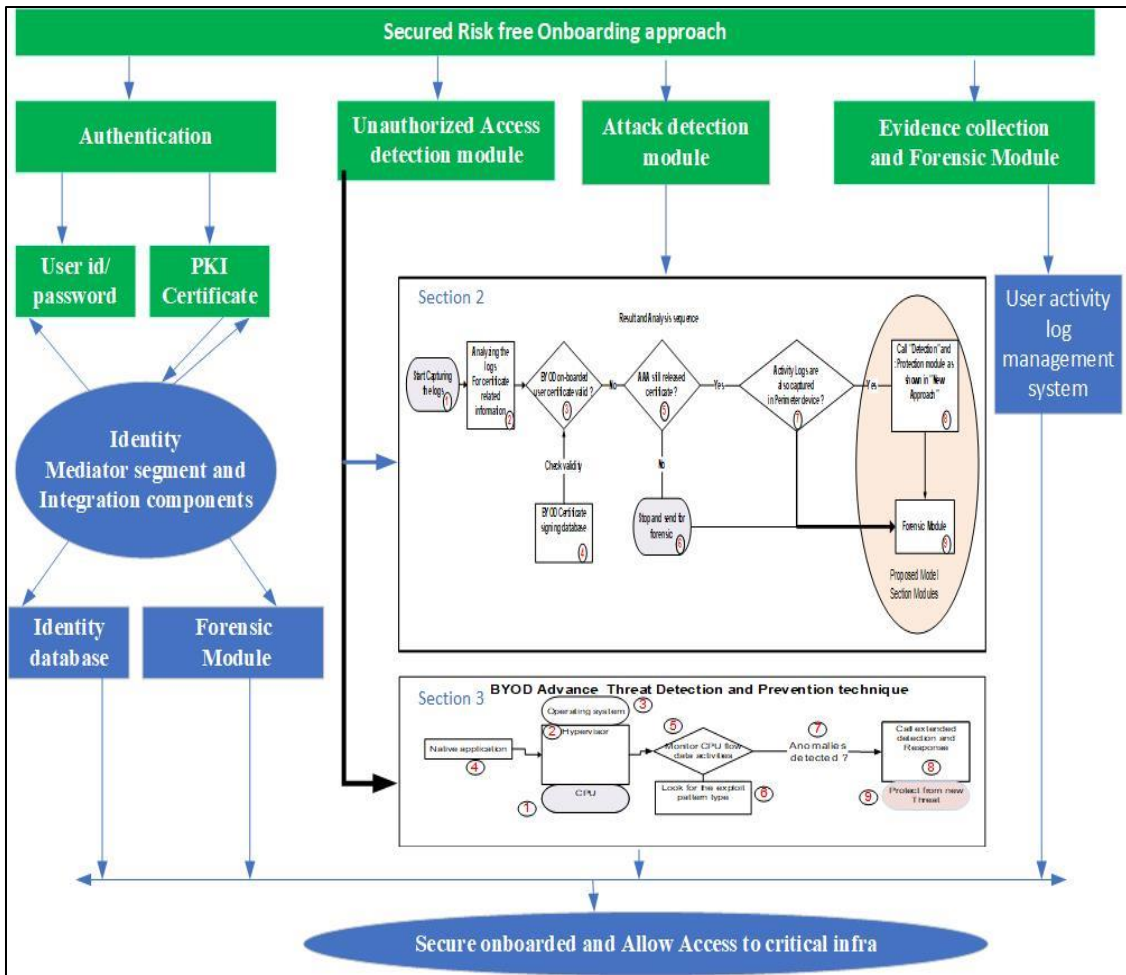 Secured Risk free Onboarding approach
Authentication
Unauthorized Access
detection module
Attack detection
module
Evidence collection
and Forensic Module
User id/
password
PKI
Certificate
Identity
Mediator segment and
Integration components
Identity
database
Forensic
Module
Section 2
Result and Analysis sequence
Start Capturing
the logs
1
Analyzing the
logs
For certificate
related
information
2
BYOD on-boarded
user certificate valid ?
3
No
AAA still released
certificate ?
5
Yes
Activity Logs are
also captured
in Perimeter device ?
7
Yes
Call "Detection" and
:Protection module as
shown in "New
Approach"
8
Check validity
BYOD Certificate
signing database
4
No
Stop and send for
forensic
6
Forensic Module
9
Proposed Model
Section Modules
User activity
log
management
system
Section 3
BYOD Advance Threat Detection and Prevention technique
Operating system
3
2
Hypervisor
Native application
4
CPU
1
5
Monitor CPU flow
data activities
Look for the exploit
pattern type
6
7
Anomalies
detected ?
Call extended
detection and
Response
8
9
Protect from new
Threat
Secure onboarded and Allow Access to critical infra